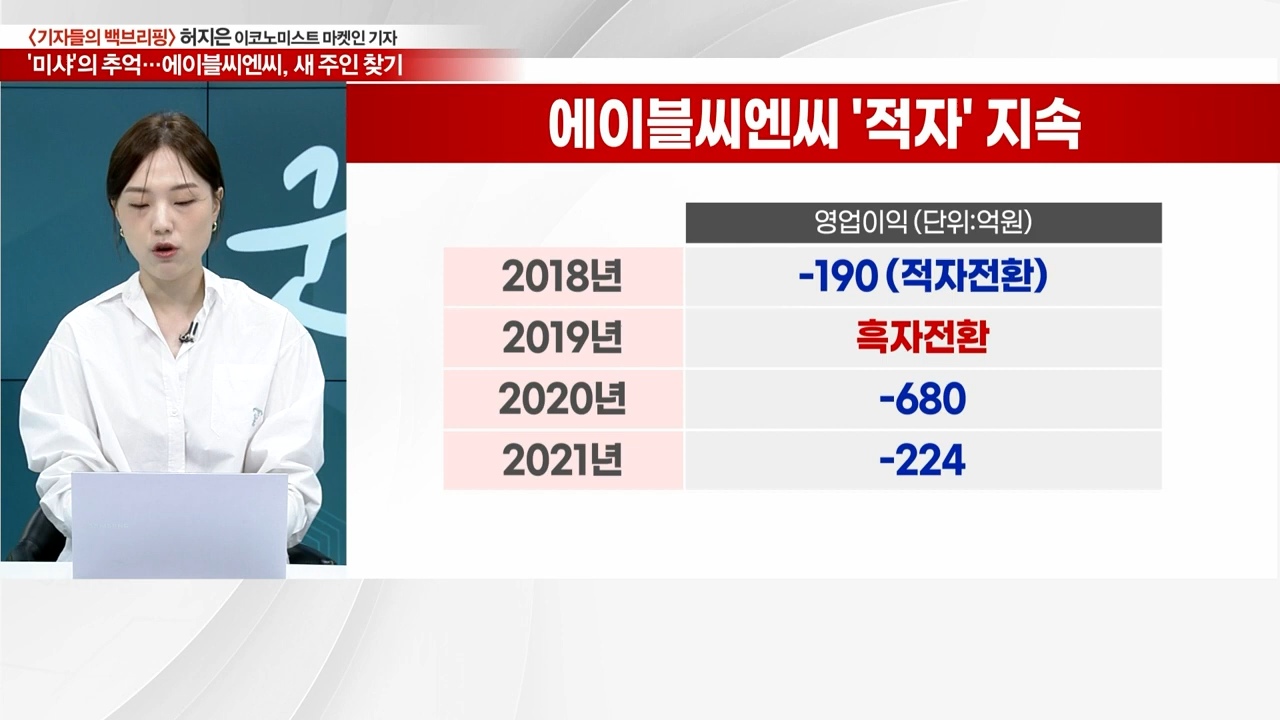 <기자들의 백브리핑> 허지은 이코노미스트 마켓인 기자
'미샤'의 추억…에이블씨엔씨, 새 주인 찾기
에이블씨엔씨 '적자' 지속
영업이익 (단위:억원)
2018년 -190 (적자전환)
2019년 흑자전환
2020년 -680
2021년 -224